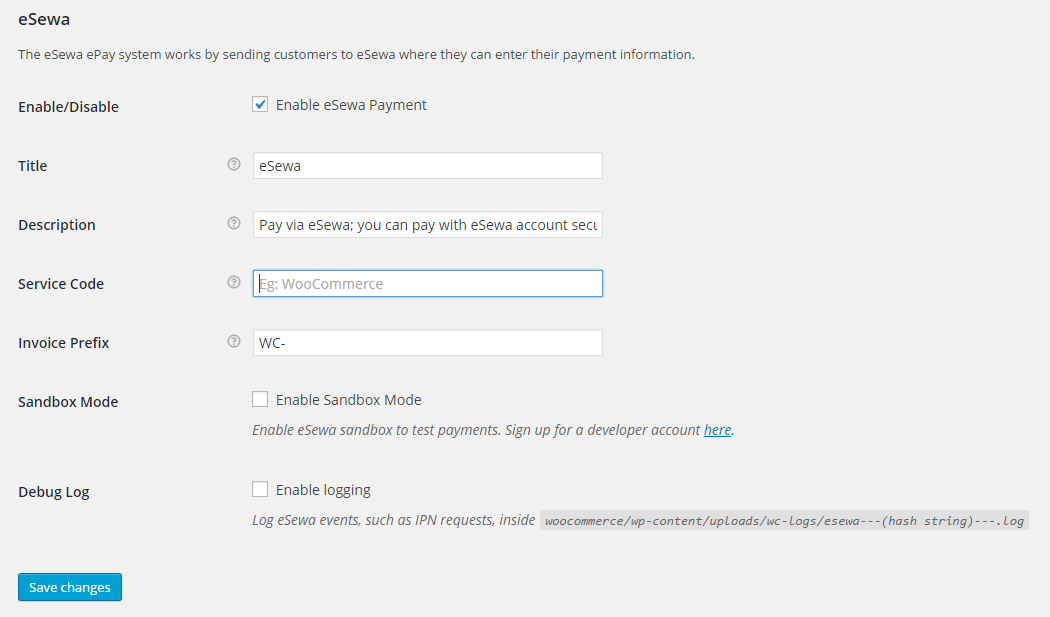 eSewa
The eSewa ePay system works by sending customers to eSewa where they can enter their payment information.
Enable/Disable
Enable eSewa Payment
Title
eSewa
Description
Pay via eSewa; you can pay with eSewa account secu
Service Code
Eg: WooCommerce
Invoice Prefix
WC-
Sandbox Mode
Enable Sandbox Mode
Enable eSewa sandbox to test payments. Sign up for a developer account here.
Debug Log
Enable logging
Log eSewa events, such as IPN requests, inside woocommerce/wp-content/uploads/wc-logs/esewa---(hash string)---.log
Save changes